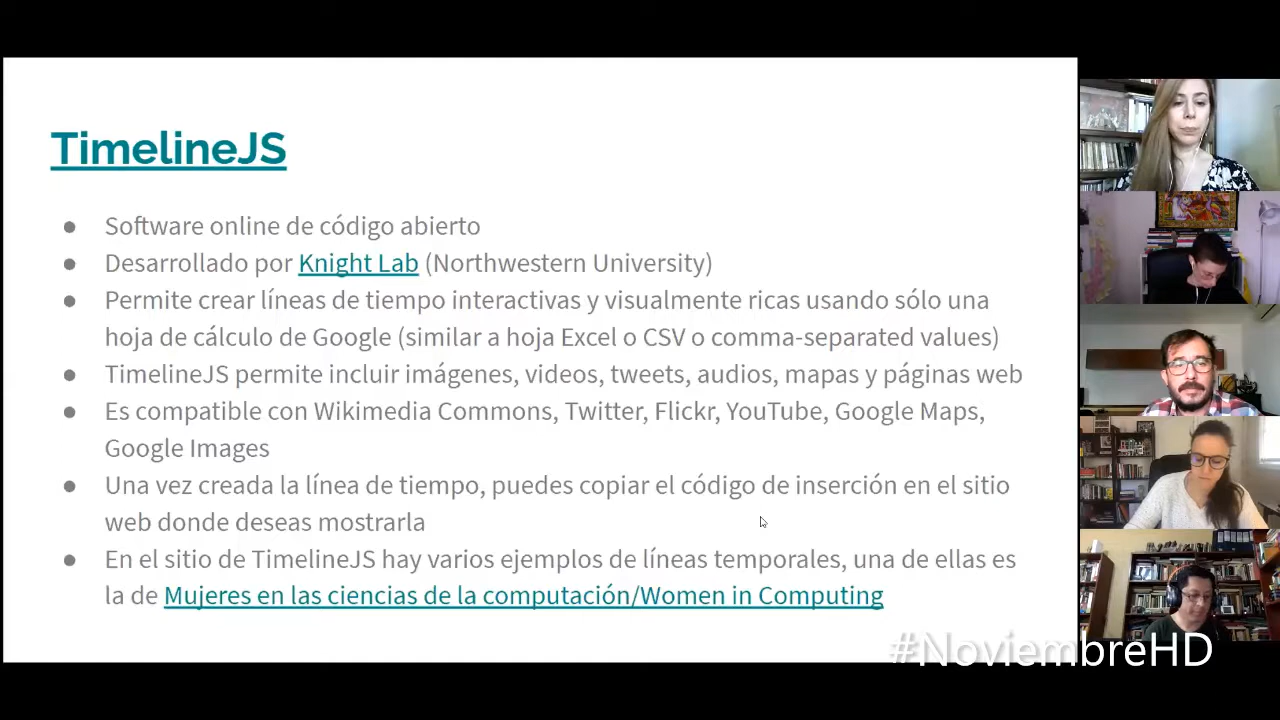 TimelineJS
● Software online de código abierto
● Desarrollado por Knight Lab (Northwestern University)
● Permite crear líneas de tiempo interactivas y visualmente ricas usando sólo una
hoja de cálculo de Google (similar a hoja Excel o CSV o comma-separated values)
● TimelineJS permite incluir imágenes, videos, tweets, audios, mapas y páginas web
● Es compatible con Wikimedia Commons, Twitter, Flickr, YouTube, Google Maps,
Google Images
● Una vez creada la línea de tiempo, puedes copiar el código de inserción en el sitio
web donde deseas mostrarla
● En el sitio de TimelineJS hay varios ejemplos de líneas temporales, una de ellas es
la de Mujeres en las ciencias de la computación/Women in Computing
#NoviembreHD